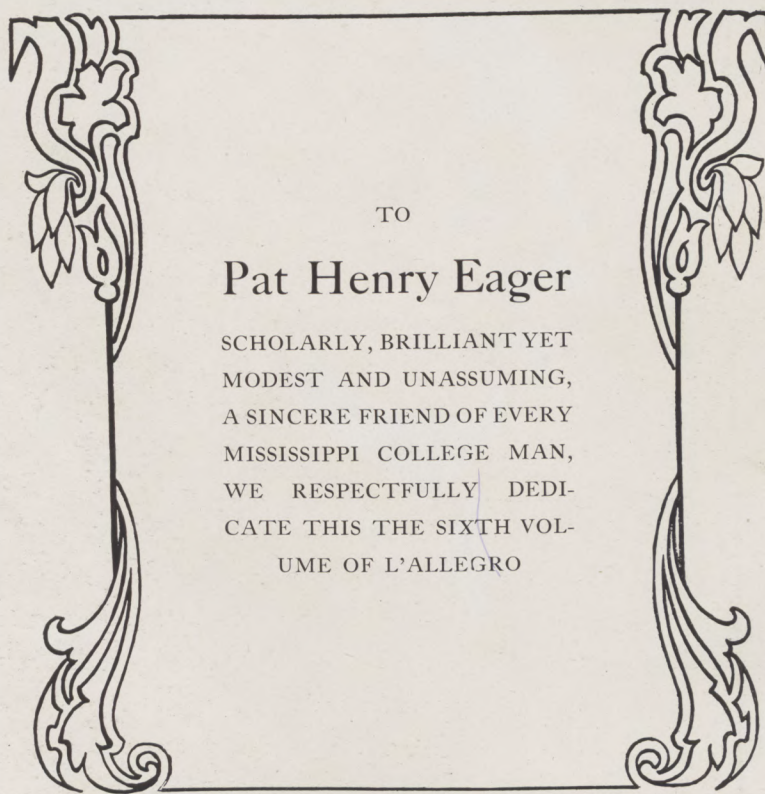 TO
Pat Henry Eager
SCHOLARLY, BRILLIANT YET
MODEST AND UNASSUMING,
A SINCERE FRIEND OF EVERY
MISSISSIPPI COLLEGE MAN,
WE RESPECTFULLY DEDI-
CATE THIS THE SIXTH VOL-
UME OF L'ALLEGRO